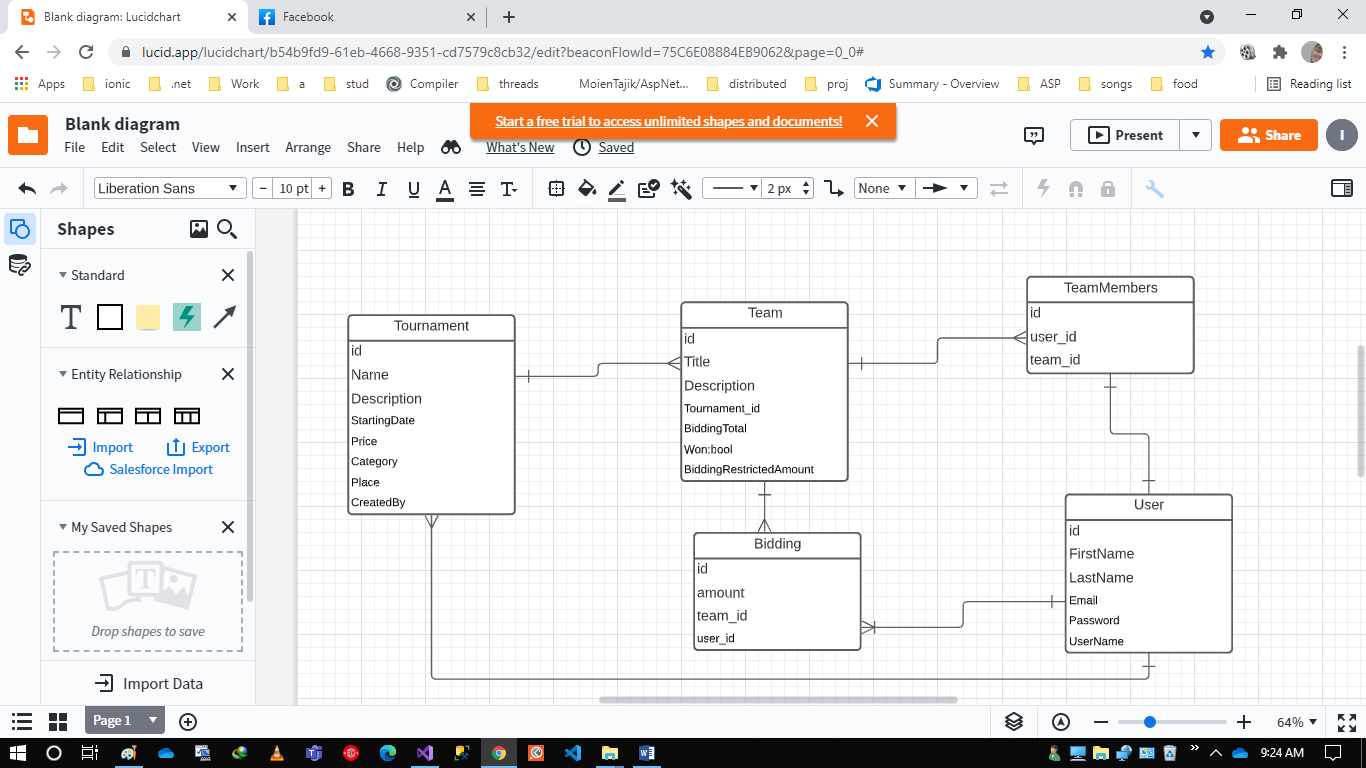 Blank diagram: Lucidchart
Facebook
lucid.app/lucidchart/b54b9fd9-61eb-4668-9351-cd7579c8cb32/edit?beaconFlowId=75C6E08884EB9062&page=0_0#
Apps ionic .net Work a stud Compiler threads MoienTajik/AspNet... distributed proj Summary - Overview ASP songs food Reading list
Start a free trial to access unlimited shapes and documents!
Blank diagram
File Edit Select View Insert Arrange Share Help What's New Saved
Present Share I
Liberation Sans 10 pt B I U A T 2 px None
Shapes
Standard
T
Entity Relationship
Import Export
Salesforce Import
My Saved Shapes
T
Drop shapes to save
Import Data
Tournament
id
Name
Description
StartingDate
Price
Category
Place
CreatedBy
Team
id
Title
Description
Tournament_id
BiddingTotal
Won:bool
BiddingRestrictedAmount
TeamMembers
id
user_id
team_id
Bidding
id
amount
team_id
user_id
User
id
FirstName
LastName
Email
Password
UserName
Page 1
64%
9:24 AM